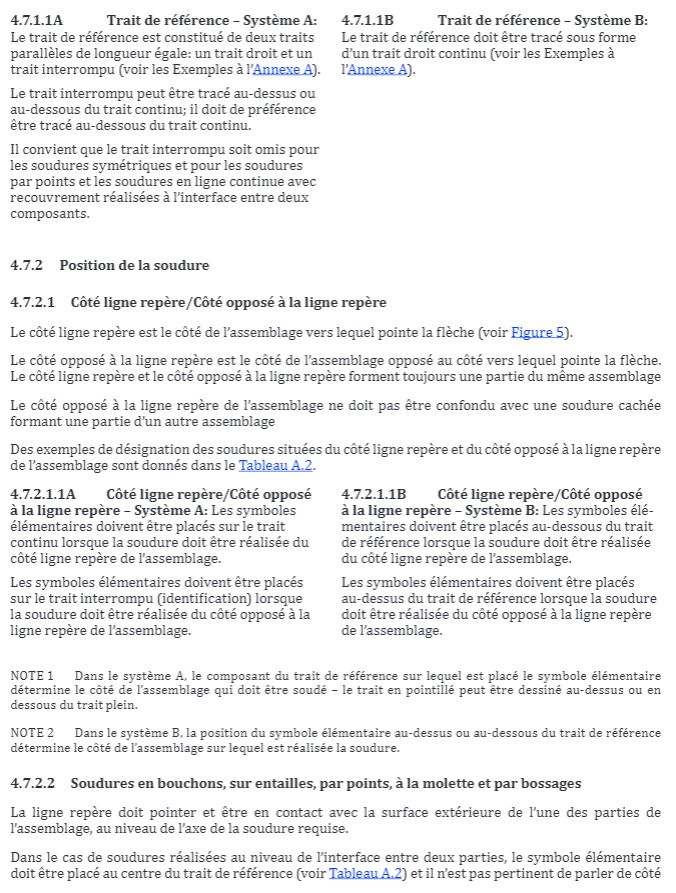 4.7.1.1A Trait de référence – Système A:
Le trait de référence est constitué de deux traits
parallèles de longueur égale: un trait droit et un
trait interrompu (voir les Exemples à l'Annexe A).
Le trait interrompu peut être tracé au-dessus ou
au-dessous du trait continu; il doit de préférence
être tracé au-dessous du trait continu.
Il convient que le trait interrompu soit omis pour
les soudures symétriques et pour les soudures
par points et les soudures en ligne continue avec
recouvrement réalisées à l'interface entre deux
composants.
4.7.1.1B Trait de référence – Système B:
Le trait de référence doit être tracé sous forme
d'un trait droit continu (voir les Exemples à
l'Annexe A).
4.7.2 Position de la soudure
4.7.2.1 Côté ligne repère/Côté opposé à la ligne repère
Le côté ligne repère est le côté de l'assemblage vers lequel pointe la flèche (voir Figure 5).
Le côté opposé à la ligne repère est le côté de l'assemblage opposé au côté vers lequel pointe la flèche.
Le côté ligne repère et le côté opposé à la ligne repère forment toujours une partie du même assemblage
Le côté opposé à la ligne repère de l'assemblage ne doit pas être confondu avec une soudure cachée
formant une partie d'un autre assemblage
Des exemples de désignation des soudures situées du côté ligne repère et du côté opposé à la ligne repère
de l'assemblage sont donnés dans le Tableau A.2.
4.7.2.1.1A Côté ligne repère/Côté opposé
à la ligne repère – Système A: Les symboles
élémentaires doivent être placés sur le trait
continu lorsque la soudure doit être réalisée du
côté ligne repère de l'assemblage.
Les symboles élémentaires doivent être placés
sur le trait interrompu (identification) lorsque
la soudure doit être réalisée du côté opposé à la
ligne repère de l'assemblage.
4.7.2.1.1B Côté ligne repère/Côté opposé
à la ligne repère – Système B: Les symboles élé-
mentaires doivent être placés au-dessous du trait
de référence lorsque la soudure doit être réalisée
du côté ligne repère de l'assemblage.
Les symboles élémentaires doivent être placés
au-dessus du trait de référence lorsque la soudure
doit être réalisée du côté opposé à la ligne repère
de l'assemblage.
NOTE 1 Dans le système A, le composant du trait de référence sur lequel est placé le symbole élémentaire
détermine le côté de l'assemblage qui doit être soudé – le trait en pointillé peut être dessiné au-dessus ou en
dessous du trait plein.
NOTE 2 Dans le système B, la position du symbole élémentaire au-dessus ou au-dessous du trait de référence
détermine le côté de l'assemblage sur lequel est réalisée la soudure.
4.7.2.2 Soudures en bouchons, sur entailles, par points, à la molette et par bossages
La ligne repère doit pointer et être en contact avec la surface extérieure de l'une des parties de
l'assemblage, au niveau de l'axe de la soudure requise.
Dans le cas de soudures réalisées au niveau de l'interface entre deux parties, le symbole élémentaire
doit être placé au centre du trait de référence (voir Tableau A.2) et il n'est pas pertinent de parler de côté